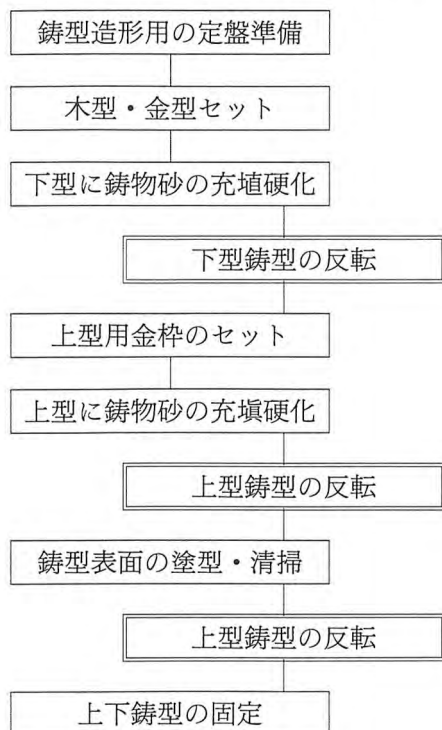 鋳型造形用の定盤準備
木型・金型セット
下型に鋳物砂の充填硬化
下型鋳型の反転
上型用金枠のセット
上型に鋳物砂の充塡硬化
上型鋳型の反転
鋳型表面の塗型・清掃
上型鋳型の反転
上下鋳型の固定